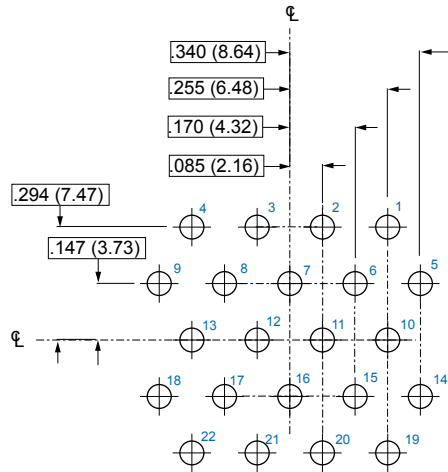 ℄
.340 (8.64)
.255 (6.48)
.170 (4.32)
.085 (2.16)
.294 (7.47)
4 3 2 1
.147 (3.73)
9 8 7 6 5
℄ 13 12 11 10
18 17 16 15 14
22 21 20 19